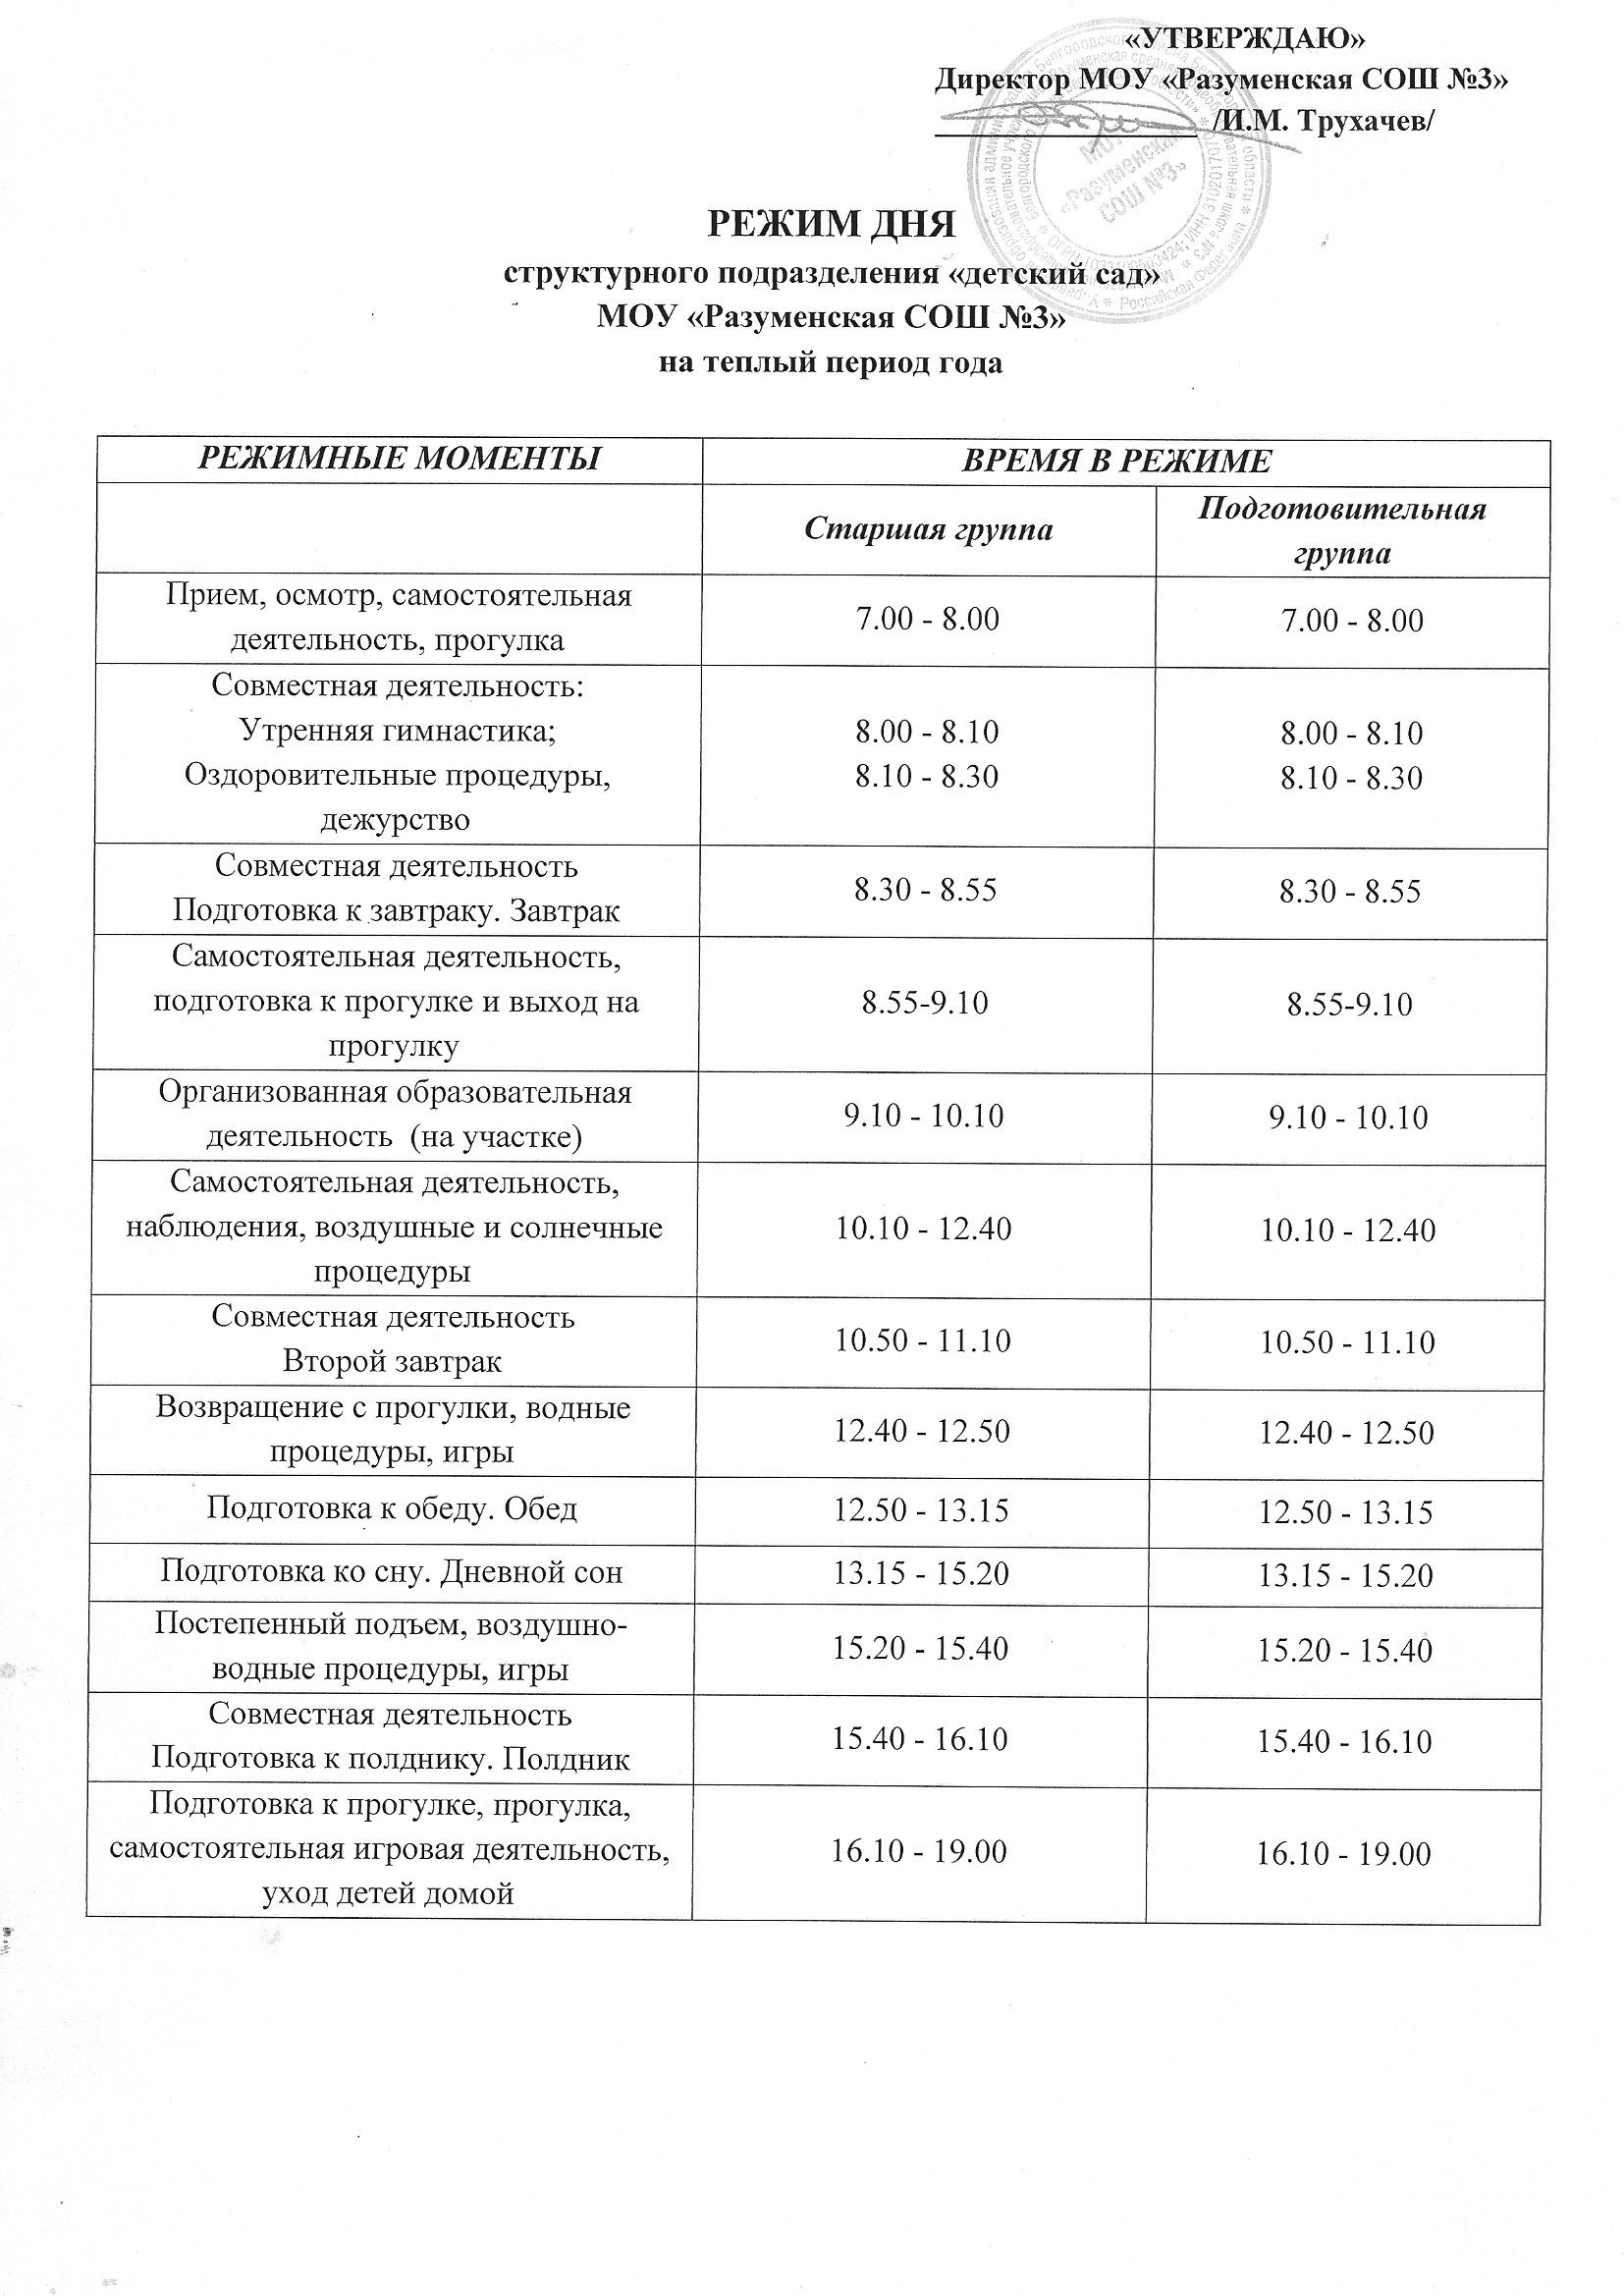 «УТВЕРЖДАЮ»
Директор МОУ «Разуменская СОШ №3»
/И.М. Трухачев/
МОУ
«Разуменская
СОШ №3»
РЕЖИМ ДНЯ
структурного подразделения «детский сад»
МОУ «Разуменская СОШ №3»
на теплый период года
РЕЖИМНЫЕ МОМЕНТЫ ВРЕМЯ В РЕЖИМЕ
Старшая группа
Подготовительная
группа
Прием, осмотр, самостоятельная
деятельность, прогулка
7.00 - 8.00
7.00 - 8.00
Совместная деятельность:
Утренняя гимнастика;
Оздоровительные процедуры,
дежурство
8.00 - 8.10
8.10 - 8.30
8.00 - 8.10
8.10 - 8.30
Совместная деятельность
Подготовка к завтраку. Завтрак
8.30 - 8.55
8.30 - 8.55
Самостоятельная деятельность,
подготовка к прогулке и выход на
прогулку
8.55-9.10
8.55-9.10
Организованная образовательная
деятельность (на участке)
9.10 - 10.10
9.10 - 10.10
Самостоятельная деятельность,
наблюдения, воздушные и солнечные
процедуры
10.10 - 12.40
10.10 - 12.40
Совместная деятельность
Второй завтрак
10.50 - 11.10
10.50 - 11.10
Возвращение с прогулки, водные
процедуры, игры
12.40 - 12.50
12.40 - 12.50
Подготовка к обеду. Обед
12.50 - 13.15
12.50 - 13.15
Подготовка ко сну. Дневной сон
13.15 - 15.20
13.15 - 15.20
Постепенный подъем, воздушно-
водные процедуры, игры
15.20 - 15.40
15.20 - 15.40
Совместная деятельность
Подготовка к полднику. Полдник
15.40 - 16.10
15.40 - 16.10
Подготовка к прогулке, прогулка,
самостоятельная игровая деятельность,
уход детей домой
16.10 - 19.00
16.10 - 19.00